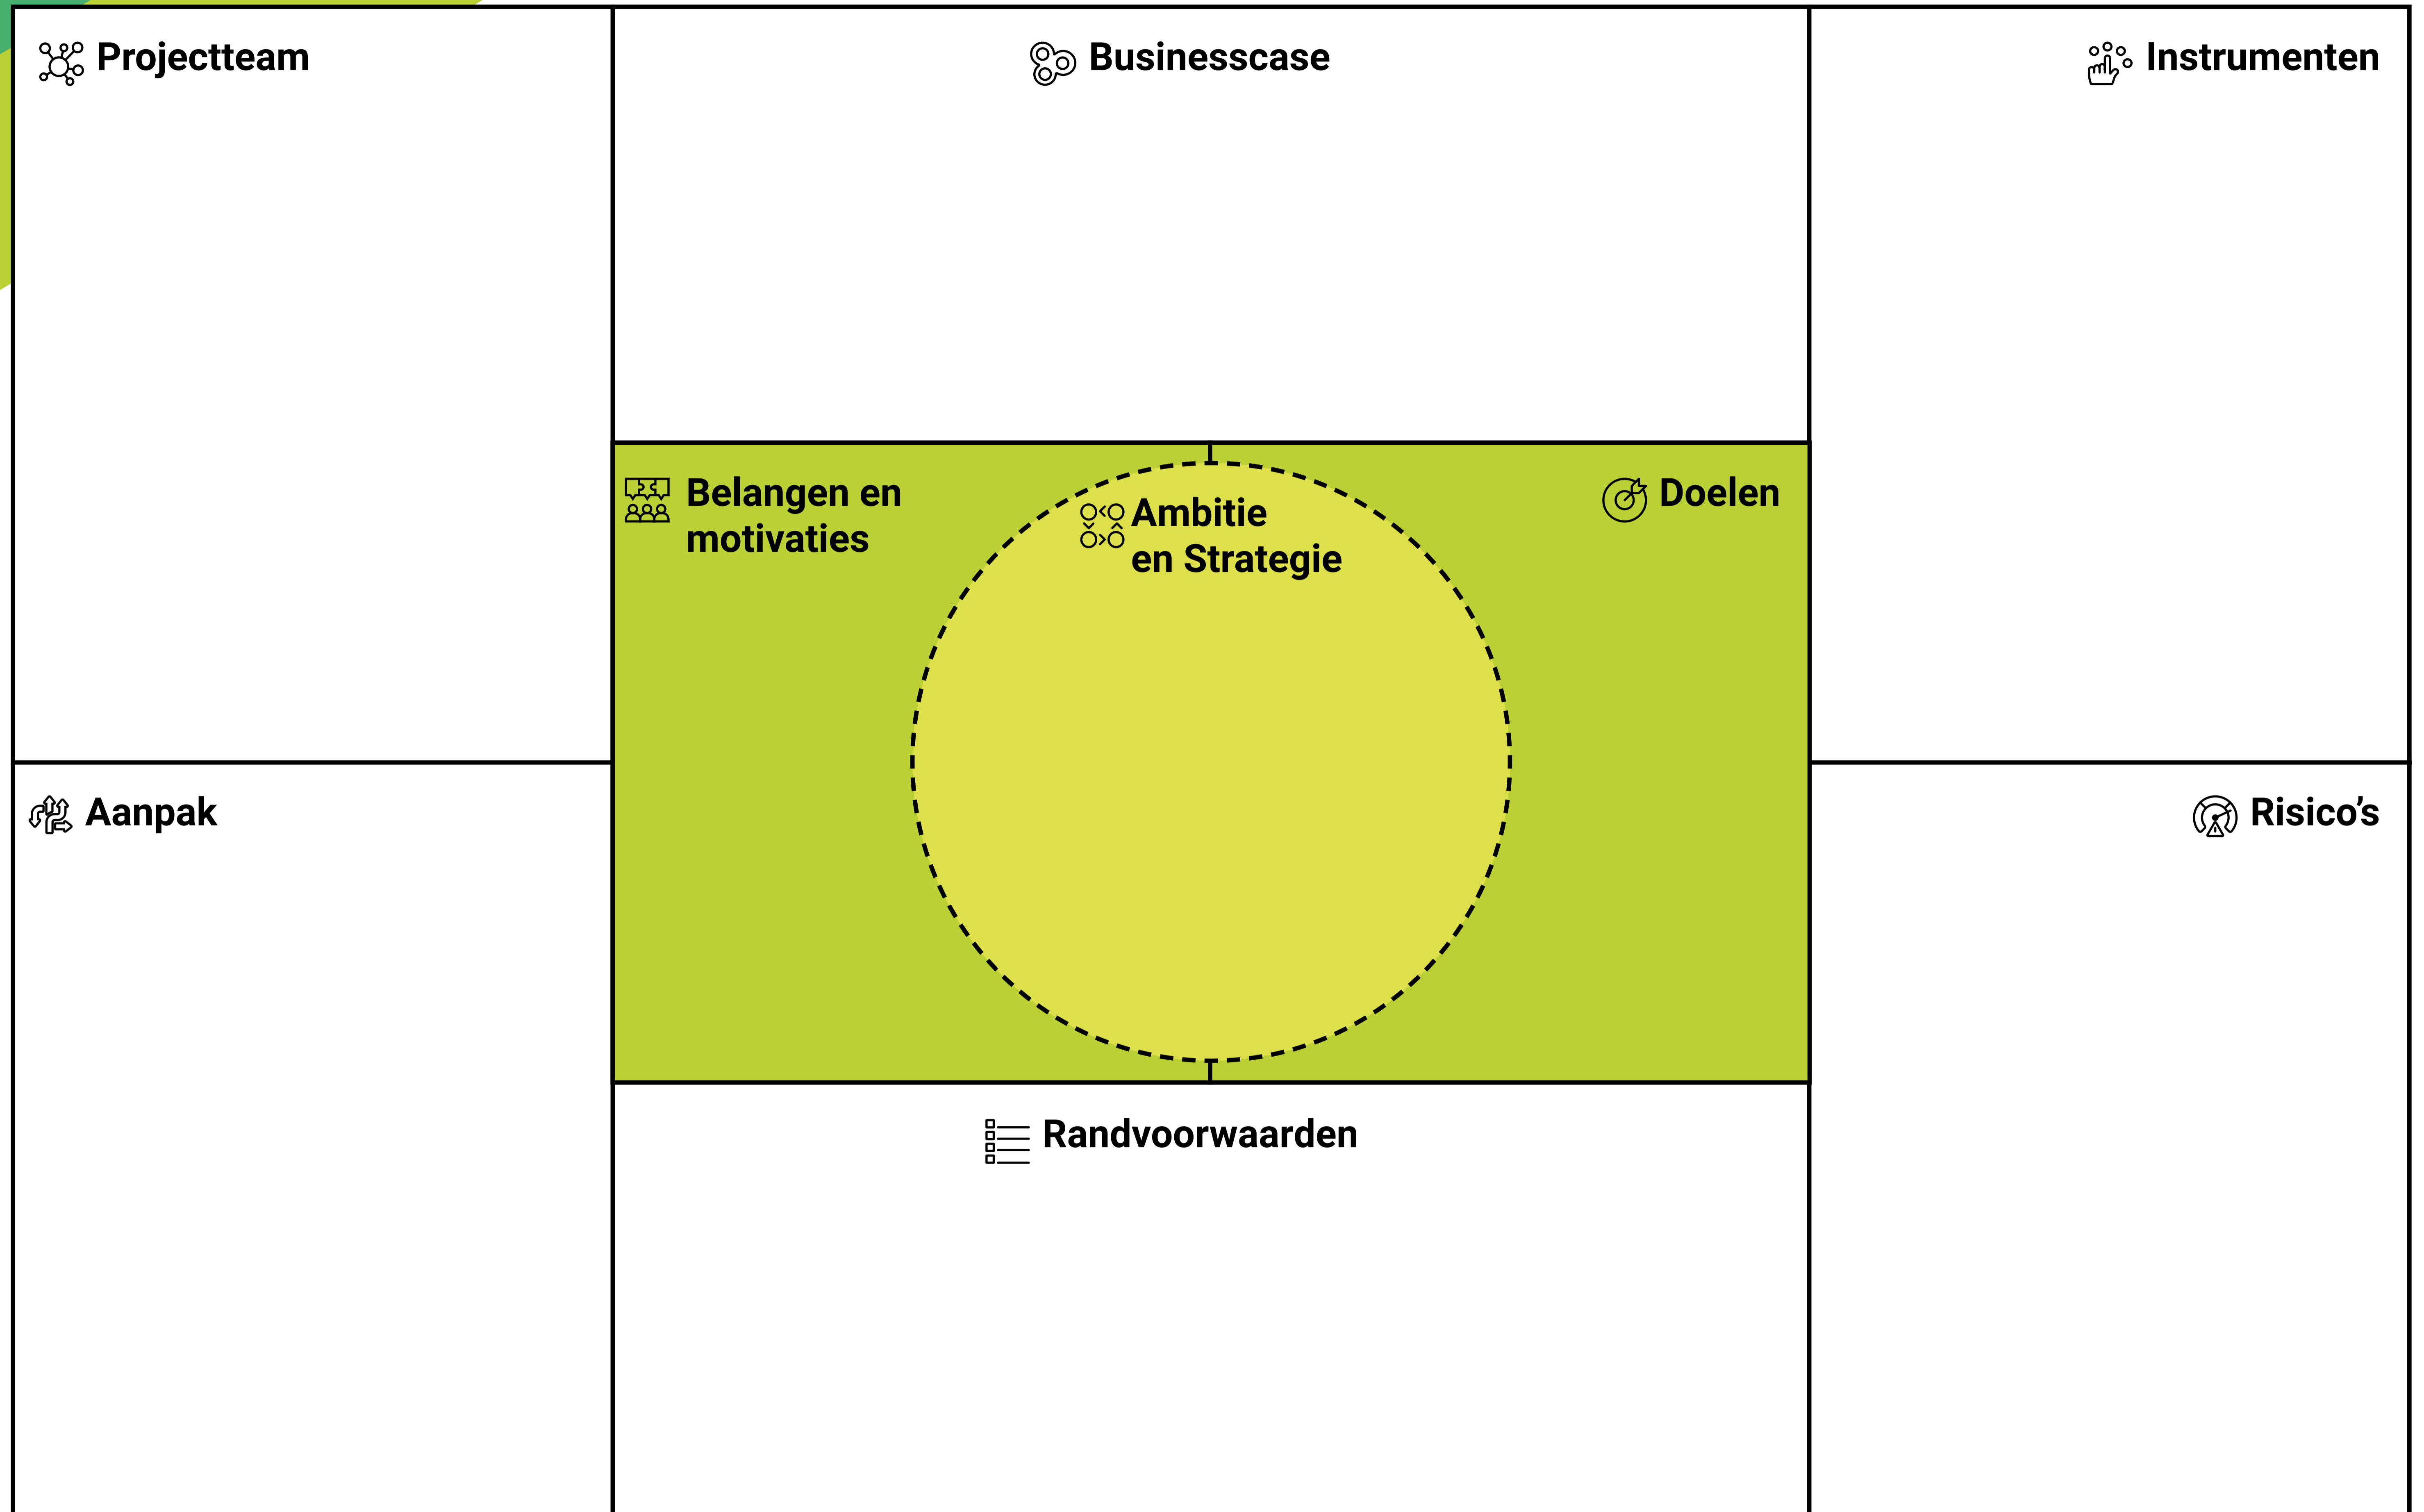 Projectteam
Businesscase
Instrumenten
Belangen en
motivaties
Ambitie
en Strategie
Doelen
Aanpak
Risico’s
Randvoorwaarden